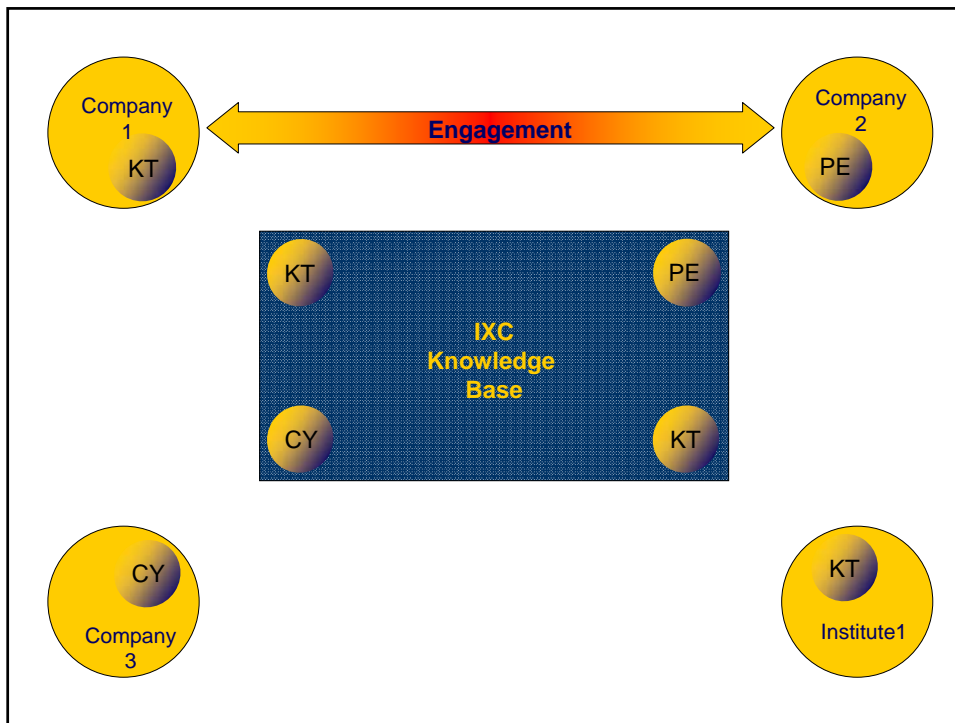 Company
1
KT
Engagement
Company
2
PE
KT
PE
IXC
Knowledge
Base
CY
KT
CY
Company
3
KT
Institute1